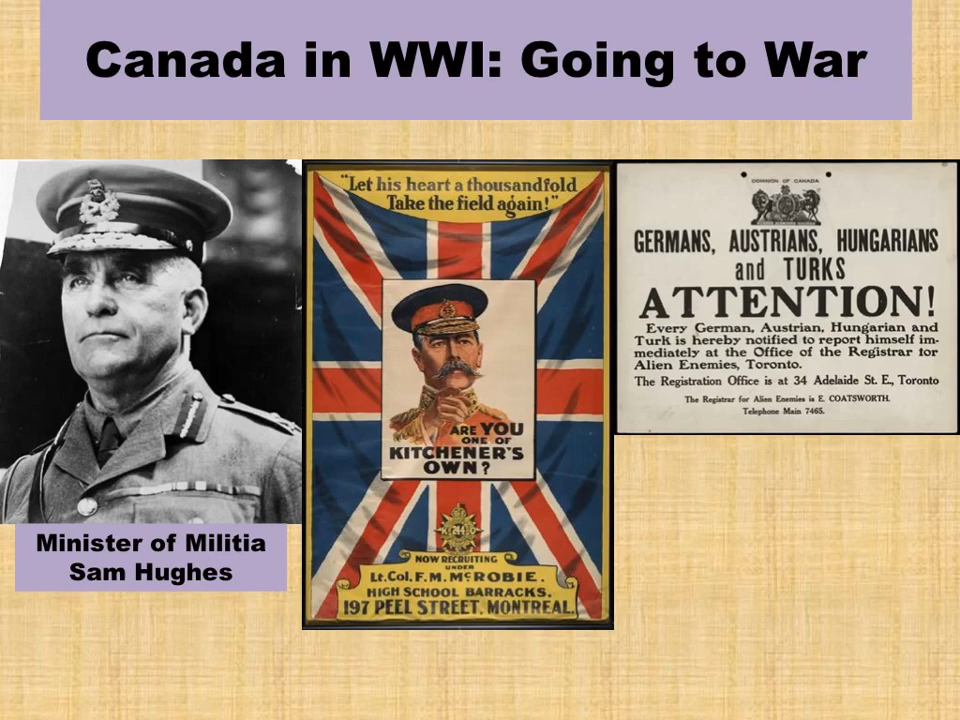 Canada in WWI: Going to War
Minister of Militia
Sam Hughes
"Let his heart a thousandfold
Take the field again!"
ARE YOU
ONE OF
KITCHENER'S
OWN?
244
NOW RECRUITING
UNDER
Lt. Col. F. M. McROBIE.
HIGH SCHOOL BARRACKS.
197 PEEL STREET. MONTREAL.
DOMINION OF CANADA
GERMANS, AUSTRIANS, HUNGARIANS
and TURKS
ATTENTION!
Every German, Austrian, Hungarian and
Turk is hereby notified to report himself im-
mediately at the Office of the Registrar for
Alien Enemies, Toronto.
The Registration Office is at 34 Adelaide St. E., Toronto
The Registrar for Alien Enemies is E. COATSWORTH.
Telephone Main 7465.